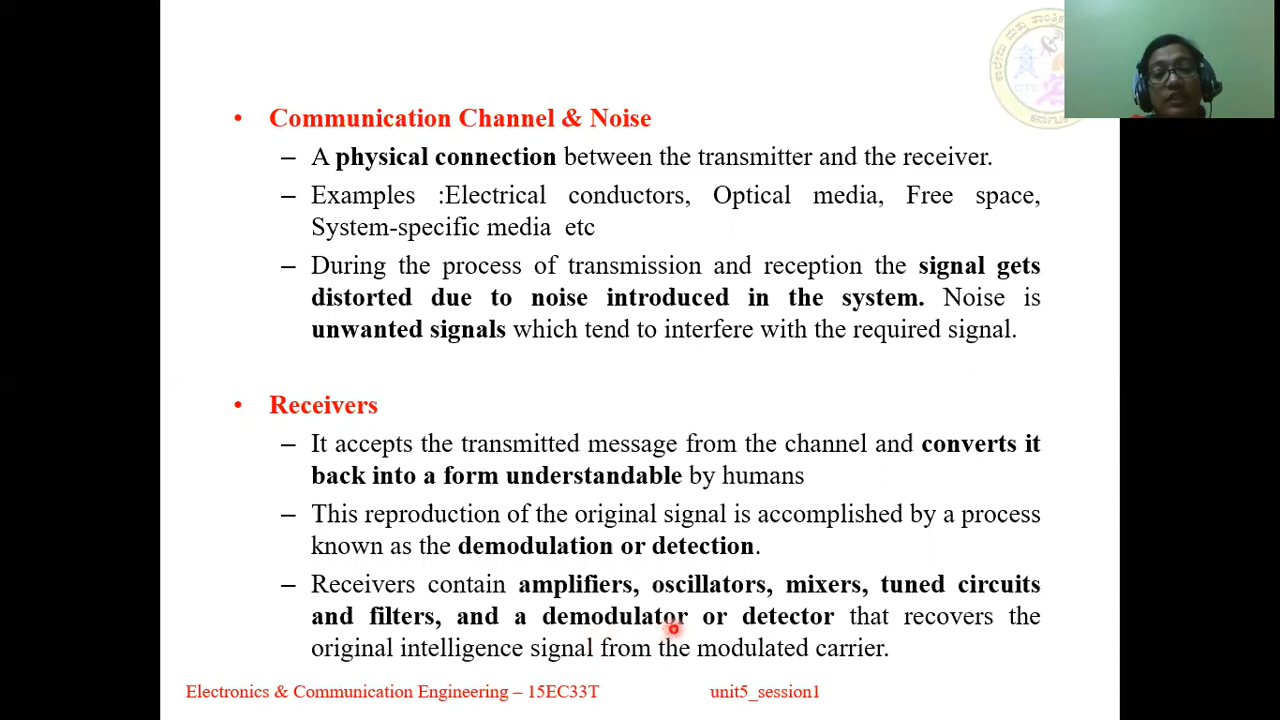 • Communication Channel & Noise
– A physical connection between the transmitter and the receiver.
– Examples :Electrical conductors, Optical media, Free space,
System-specific media etc
– During the process of transmission and reception the signal gets
distorted due to noise introduced in the system. Noise is
unwanted signals which tend to interfere with the required signal.
• Receivers
– It accepts the transmitted message from the channel and converts it
back into a form understandable by humans
– This reproduction of the original signal is accomplished by a process
known as the demodulation or detection.
– Receivers contain amplifiers, oscillators, mixers, tuned circuits
and filters, and a demodulator or detector that recovers the
original intelligence signal from the modulated carrier.
Electronics & Communication Engineering – 15EC33T unit5_session1